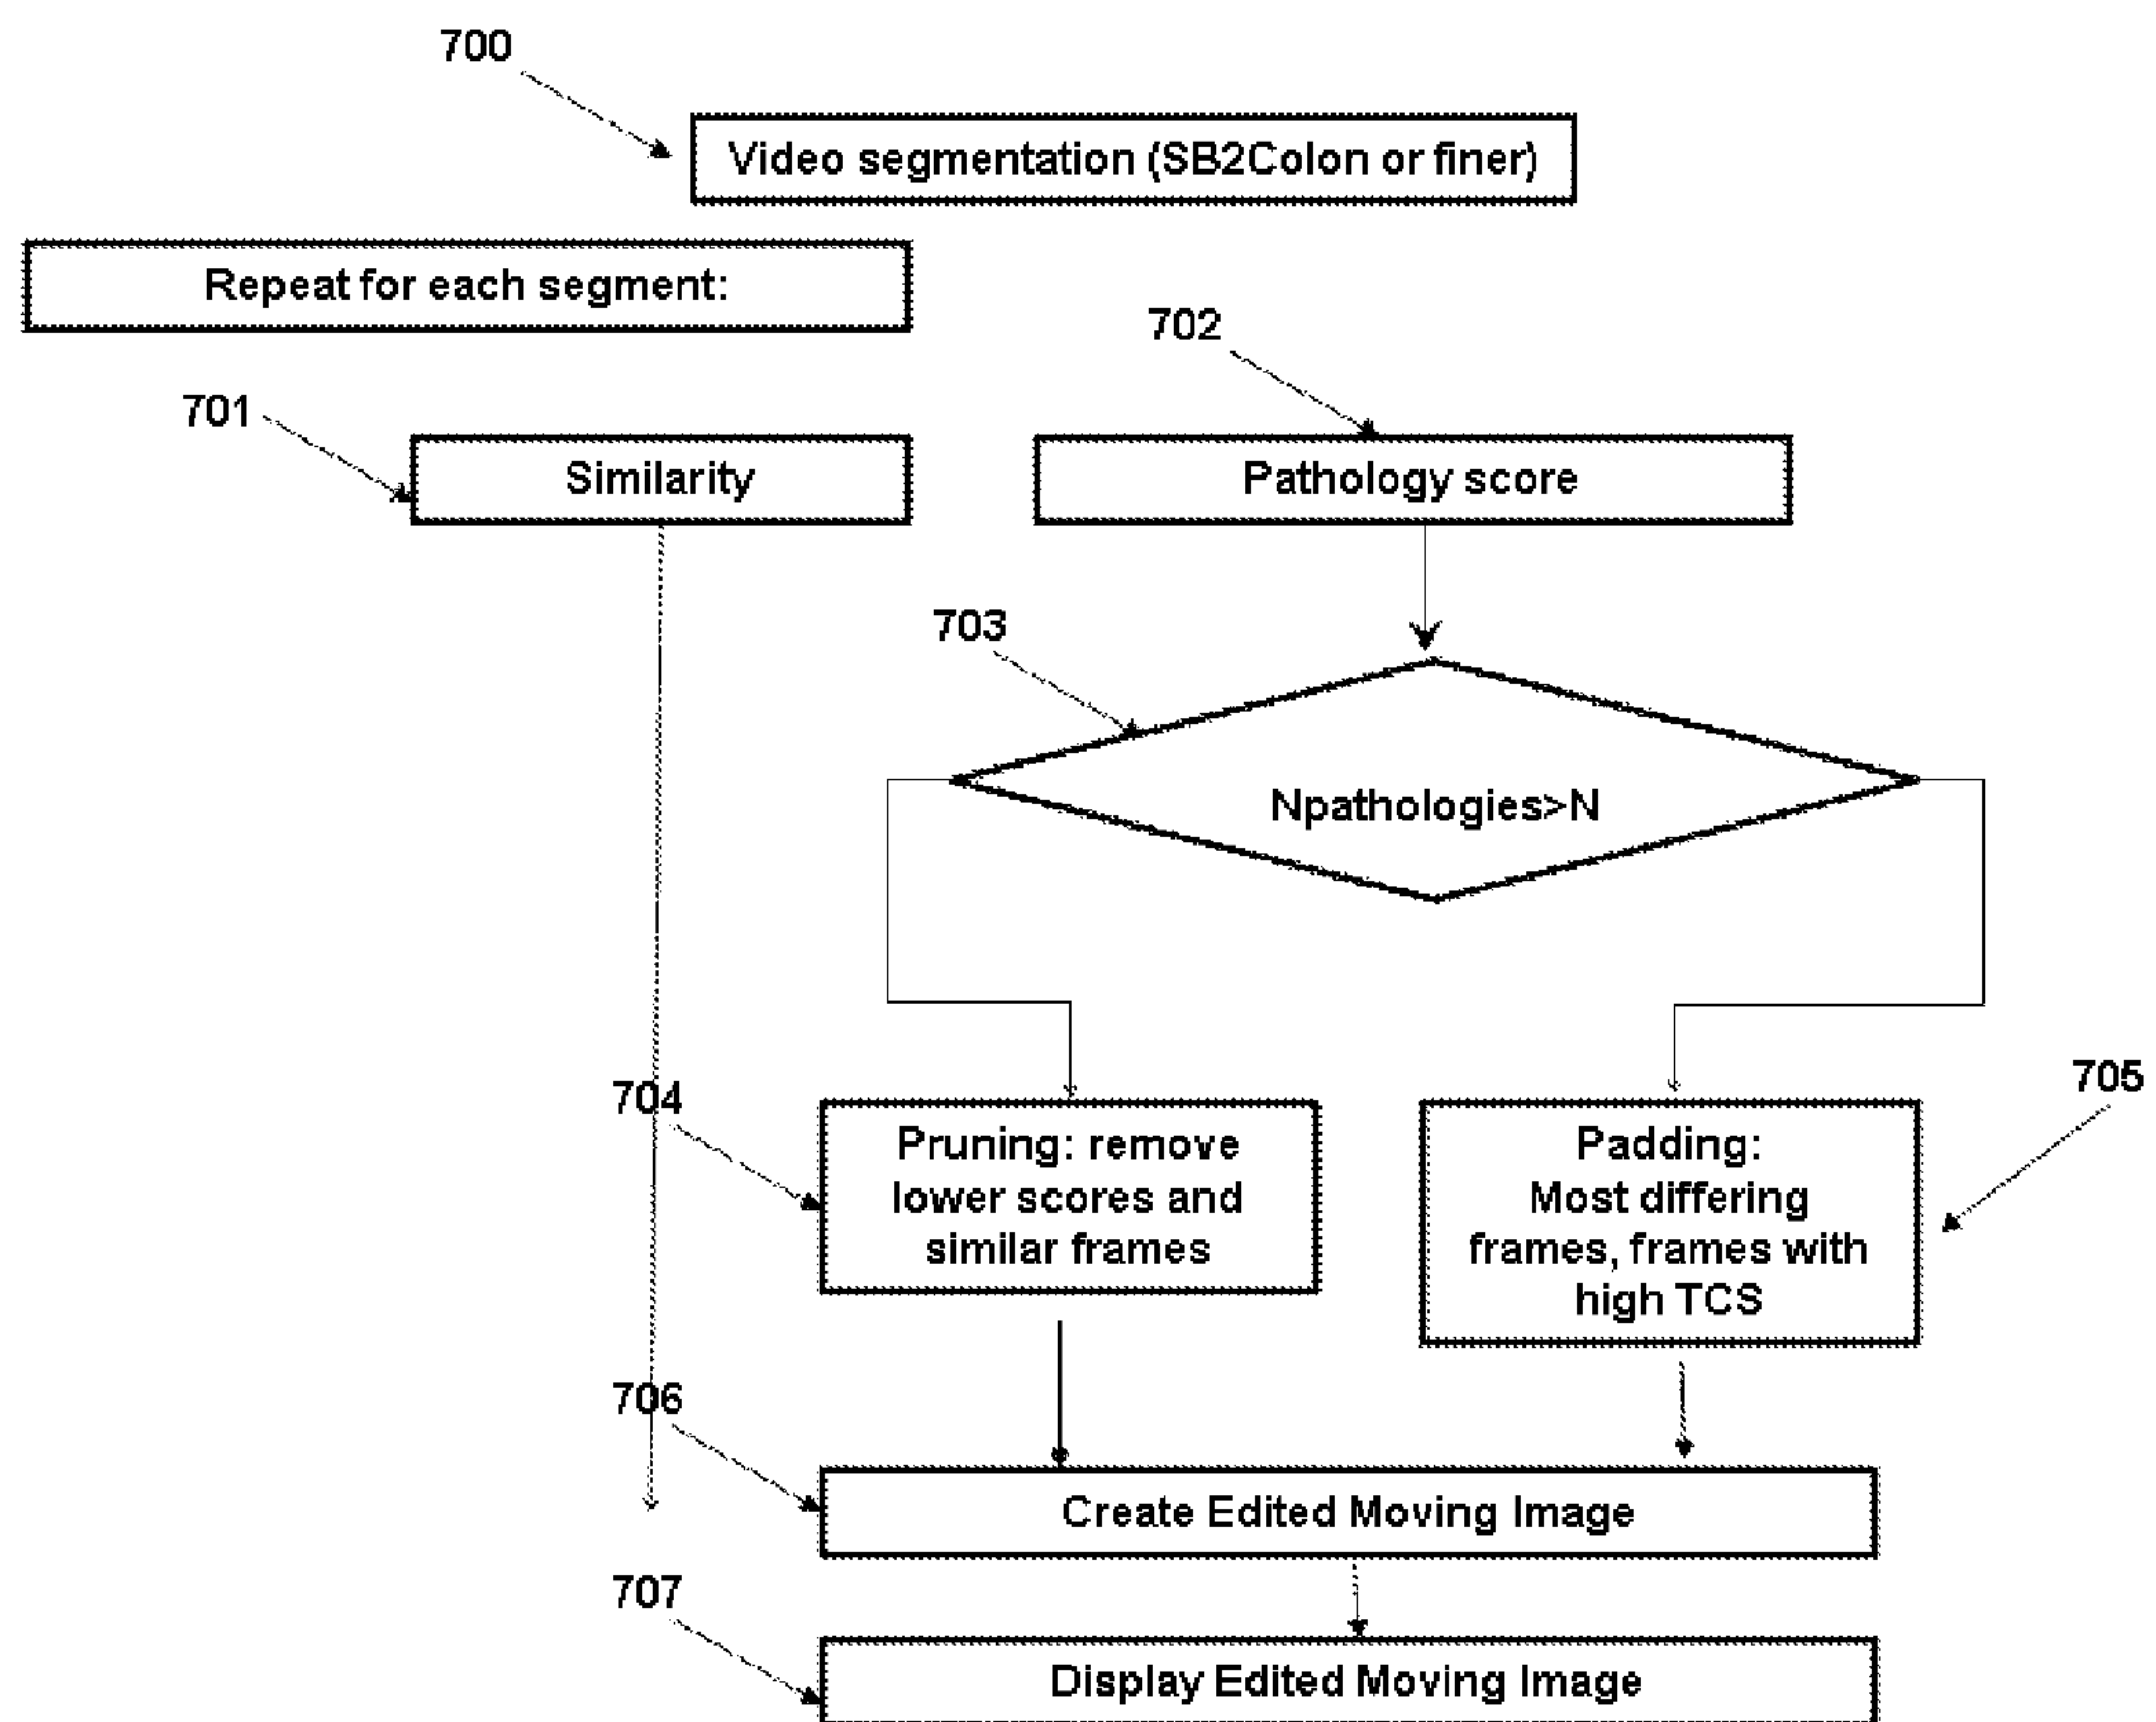 700
Video segmentation (SB2Colon or finer)
Repeat for each segment:
702
701
Similarity
Pathology score
703
Npathologies>N
704
705
Pruning: remove
lower scores and
similar frames
Padding:
Most differing
frames, frames with
high TCS
706
Create Edited Moving Image
707
Display Edited Moving Image